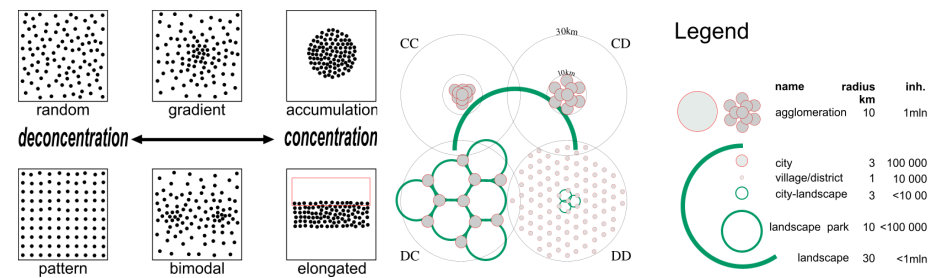 random
gradient
accumulation
deconcentration
concentration
pattern
bimodal
elongated
CC
30km
CD
10km
DC
DD
Legend
name radius km inh.
agglomeration 10 1mln
city 3 100 000
village/district 1 10 000
city-landscape 3 <10 00
landscape park 10 <100 000
landscape 30 <1mln